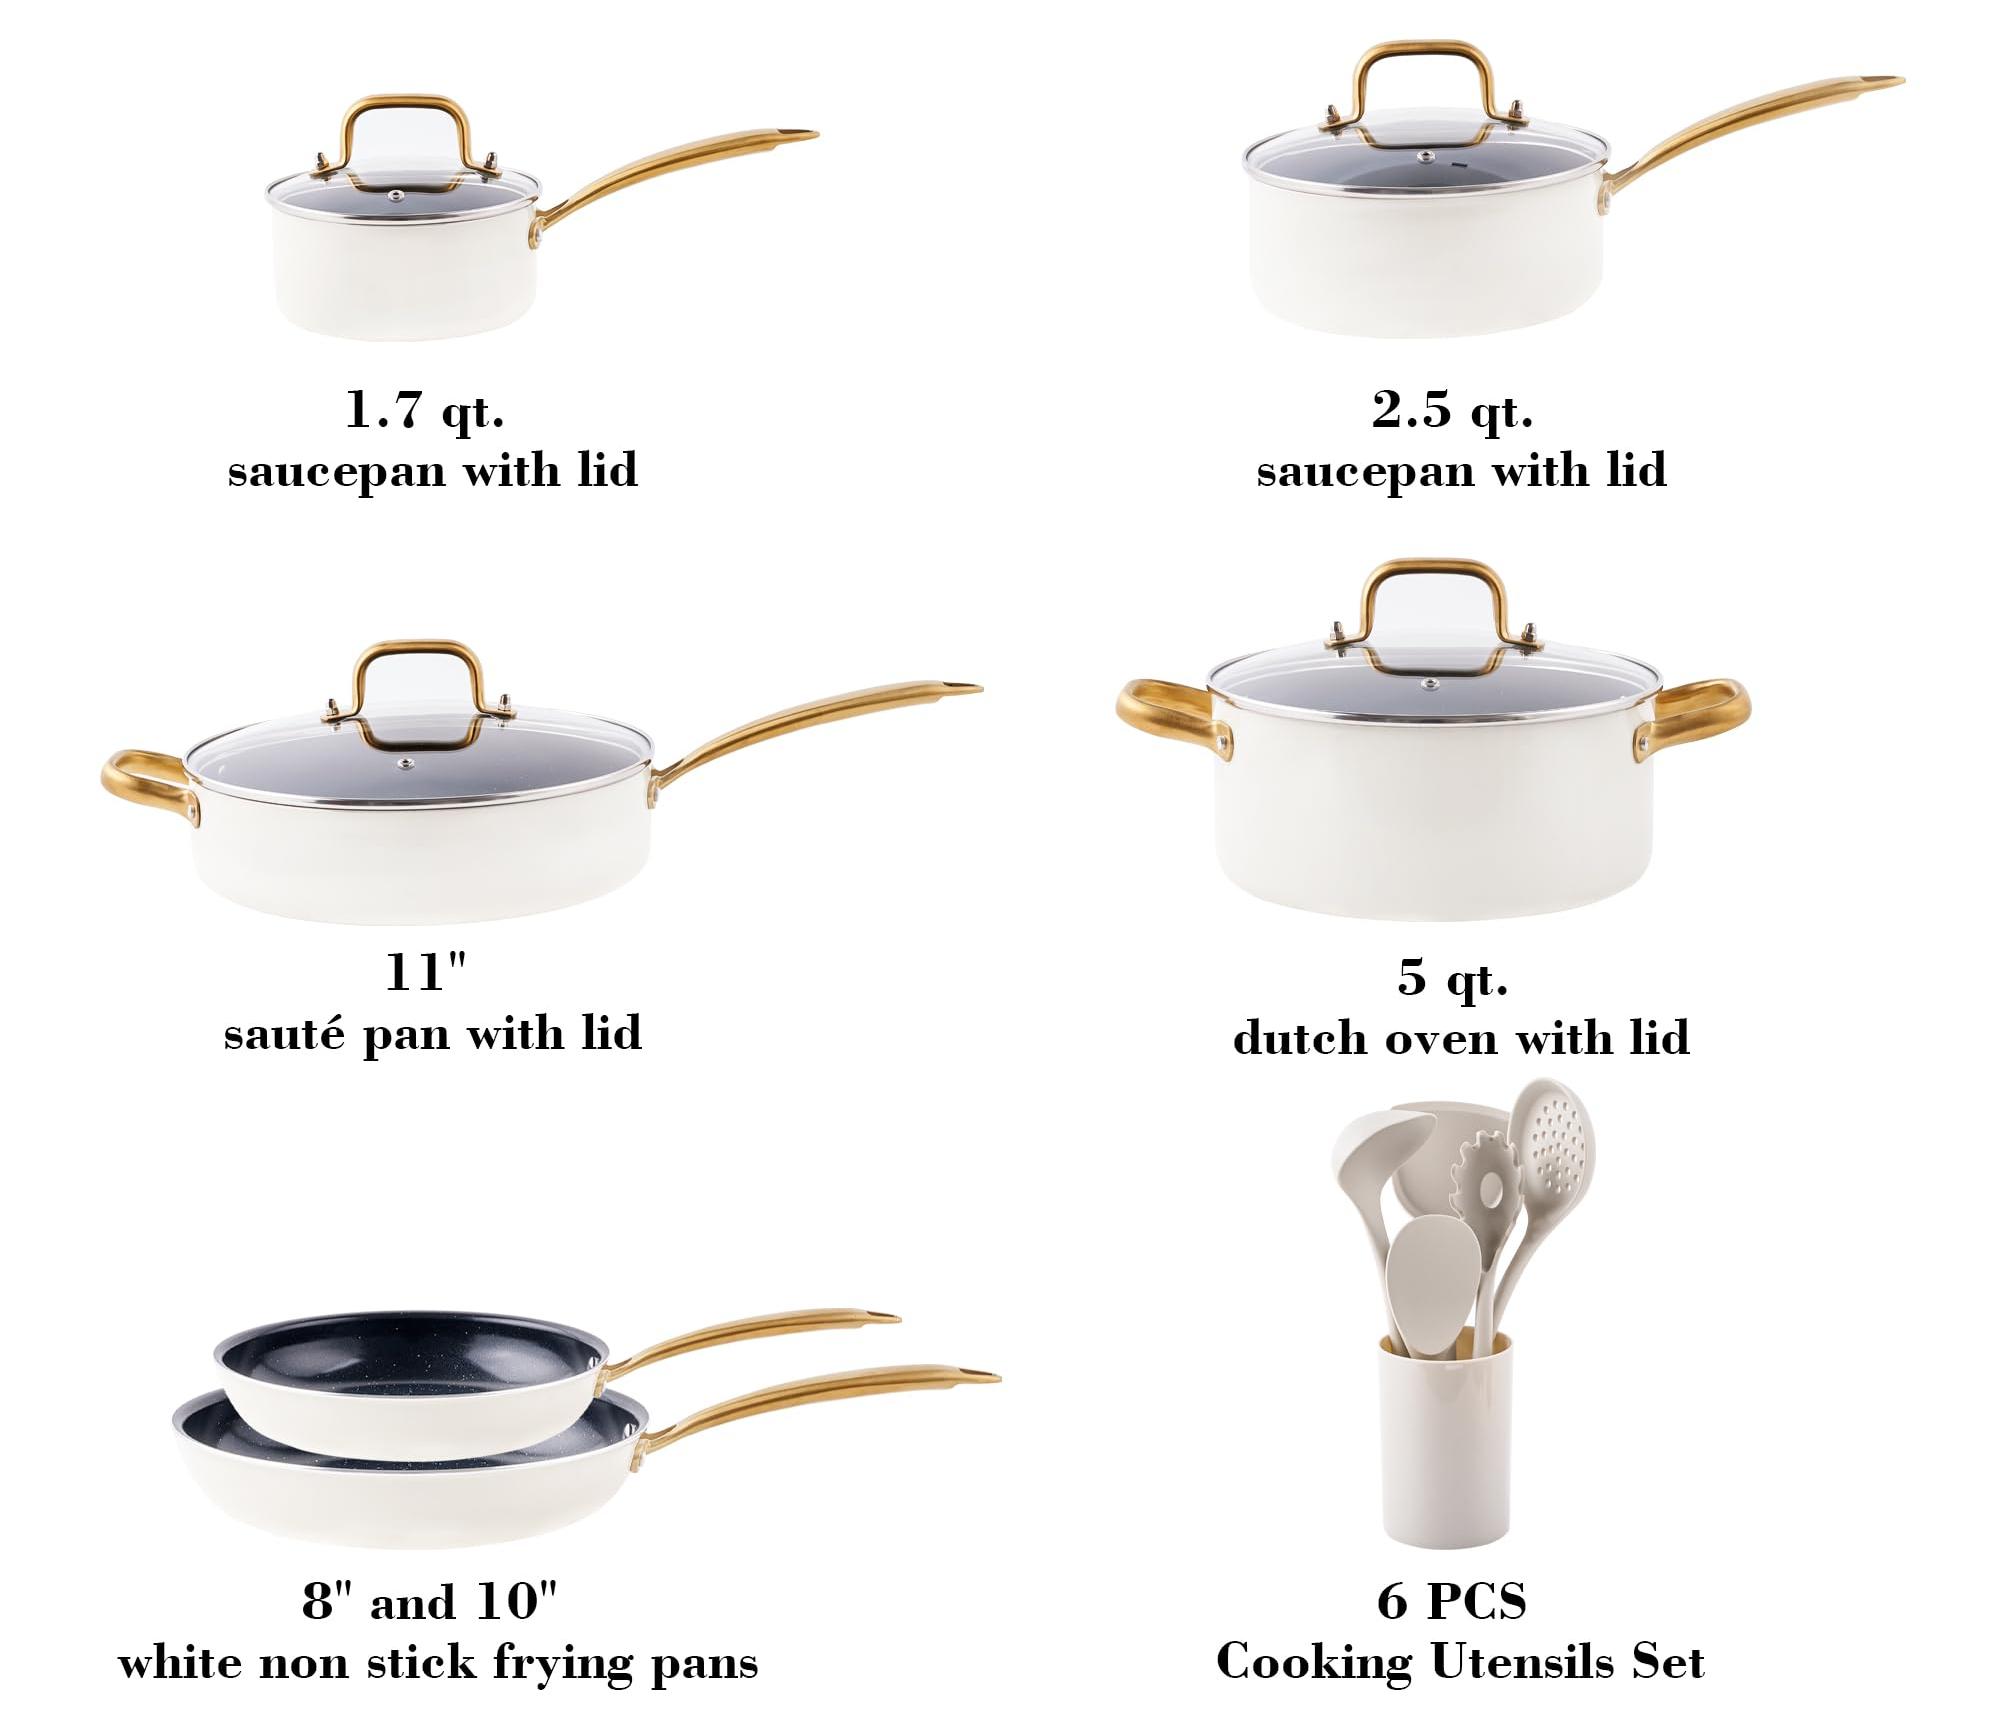 1.7 qt.
saucepan with lid
2.5 qt.
saucepan with lid
11"
sauté pan with lid
5 qt.
dutch oven with lid
8" and 10"
white non stick frying pans
6 PCS
Cooking Utensils Set